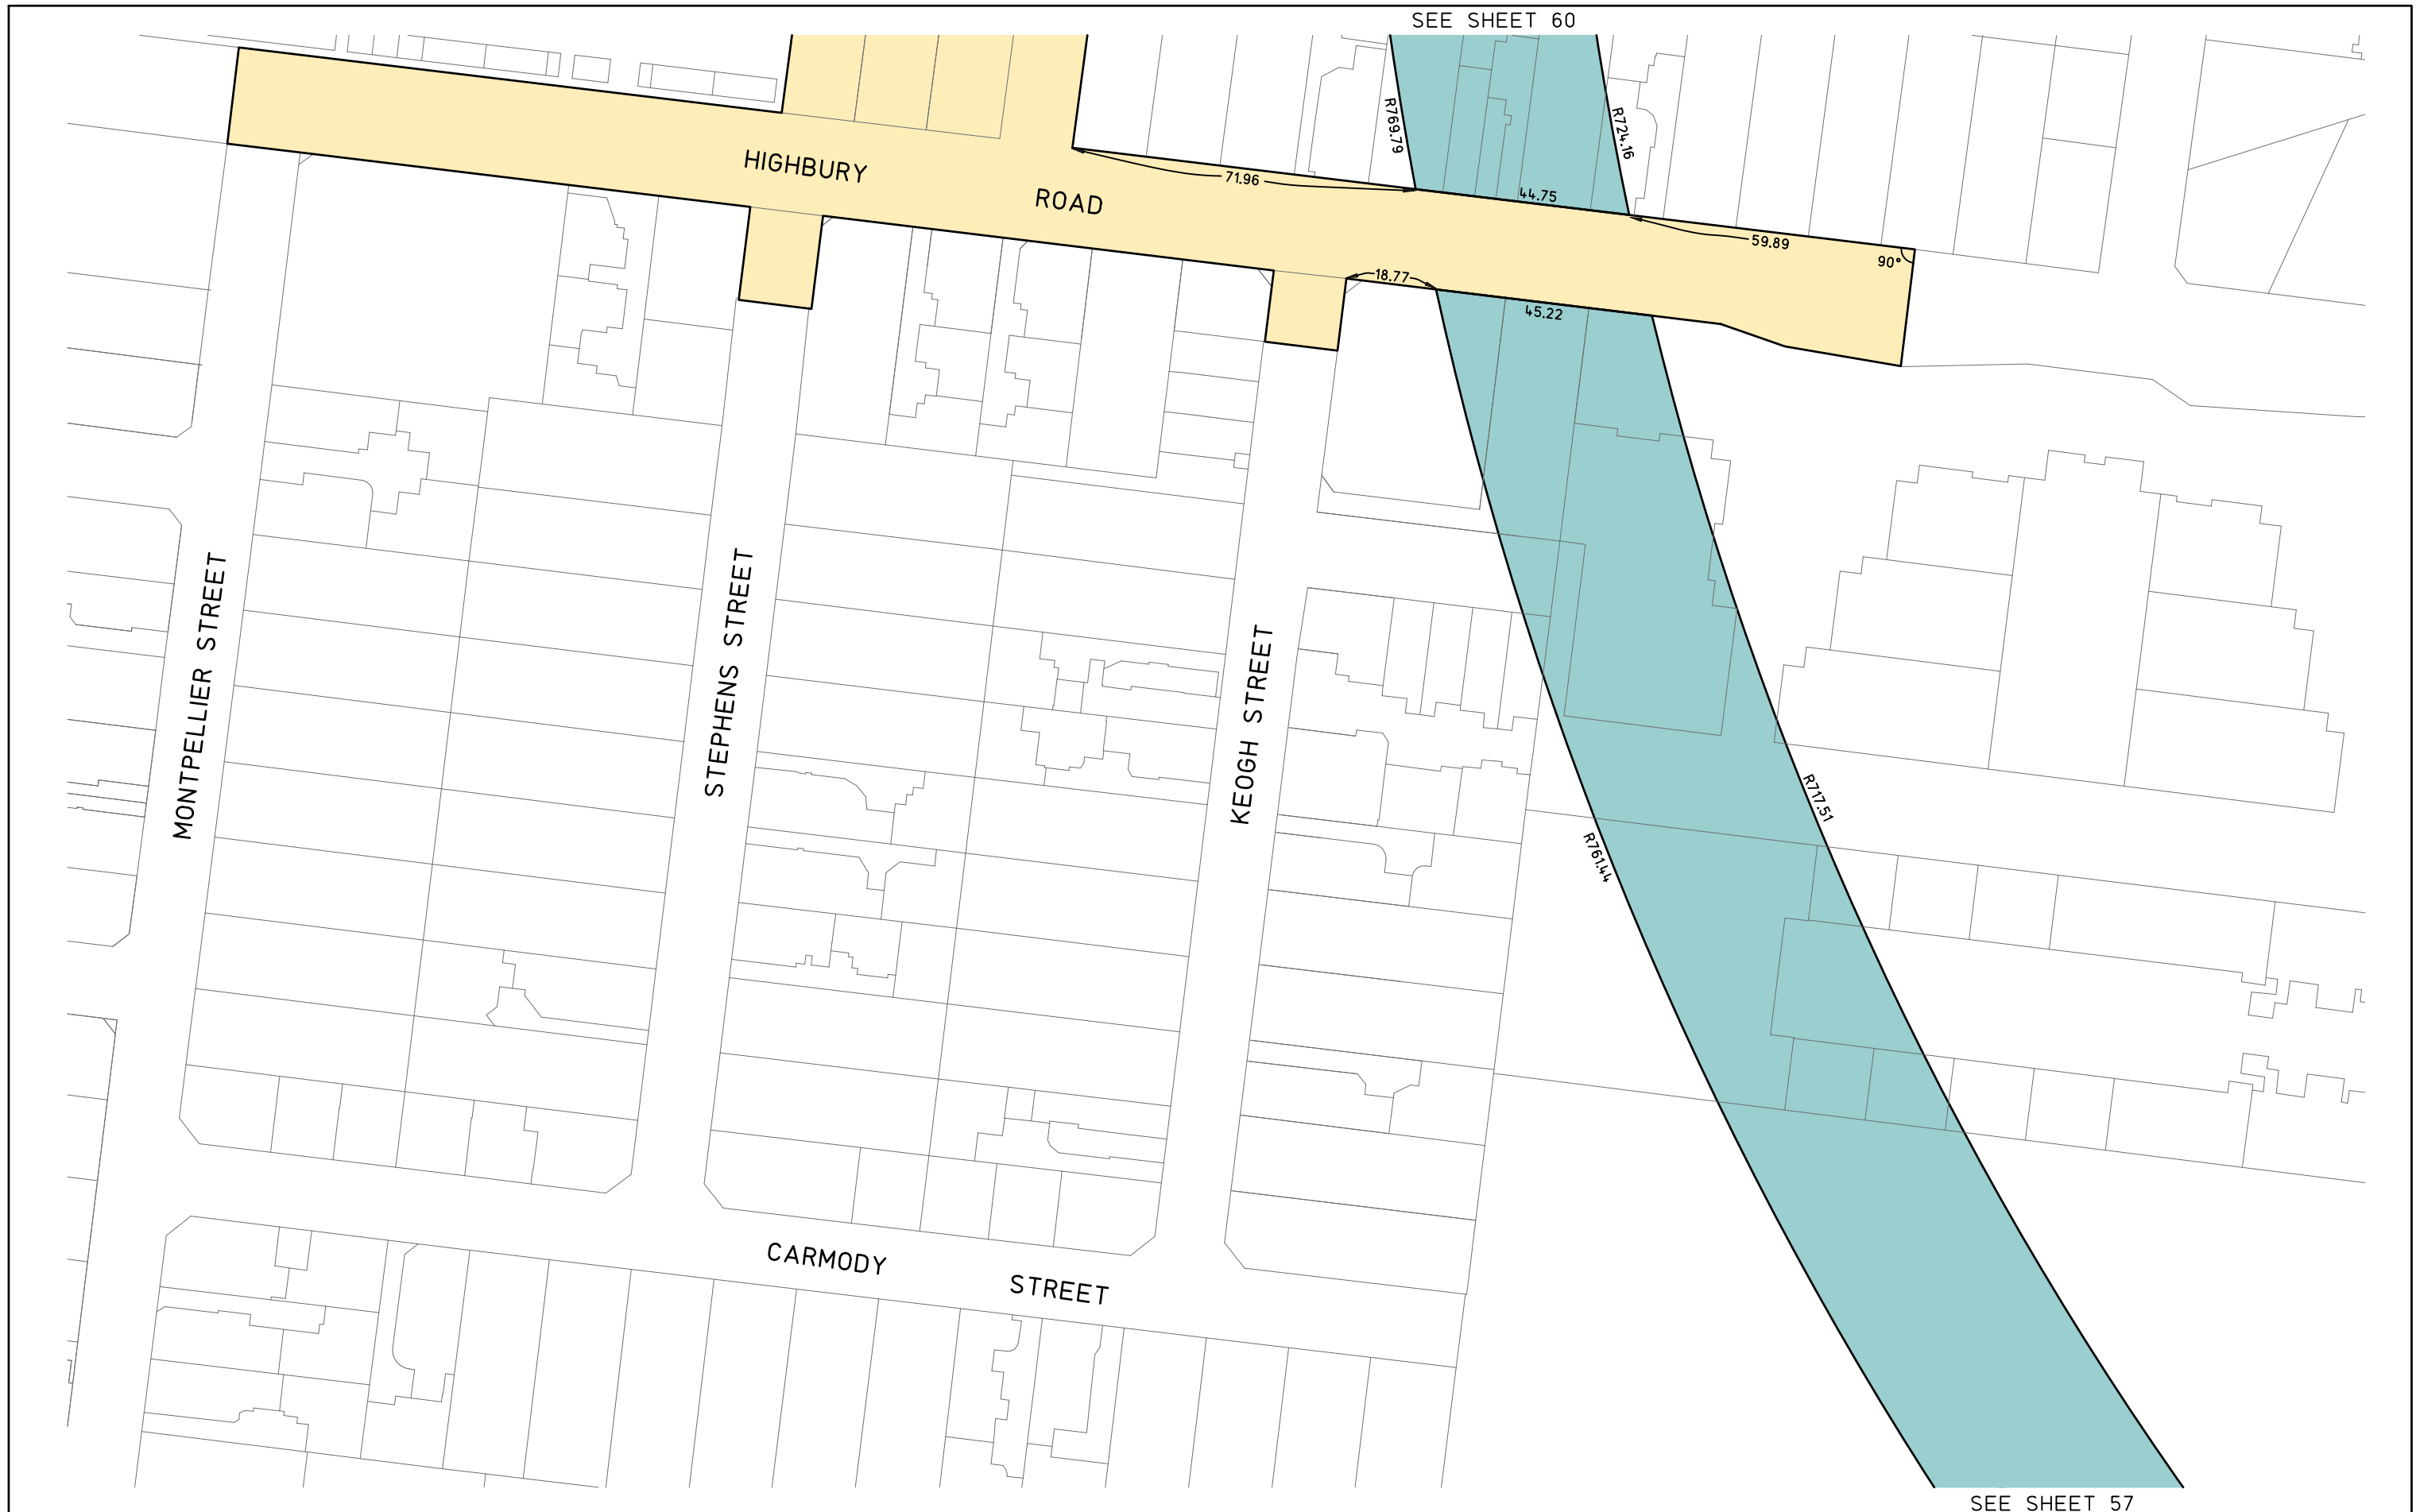 SEE SHEET 60
R769.79
R724.16
HIGHBURY
ROAD
71.96
44.75
59.89
90°
18.77
45.22
MONTPELLIER STREET
STEPHENS STREET
KEOGH STREET
R717.51
R761.44
CARMODY
STREET
SEE SHEET 57